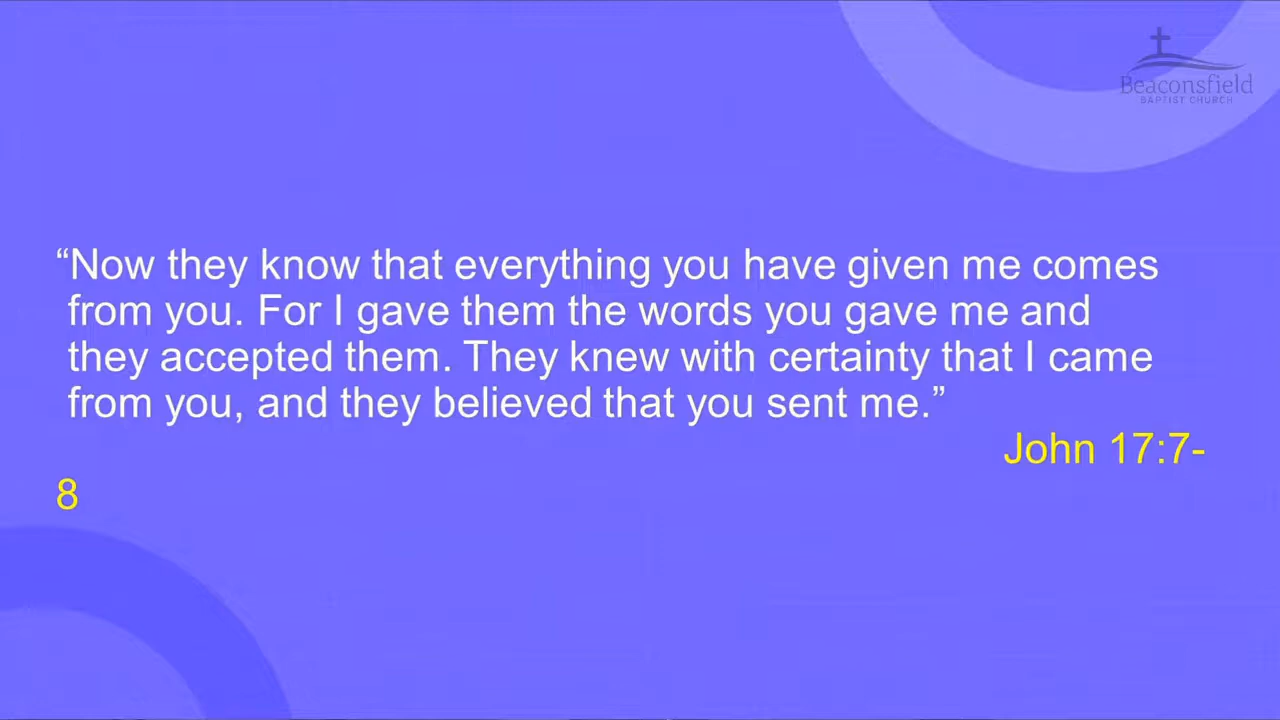 Beaconsfield
BAPTIST CHURCH
“Now they know that everything you have given me comes
from you. For I gave them the words you gave me and
they accepted them. They knew with certainty that I came
from you, and they believed that you sent me.”
John 17:7-
8